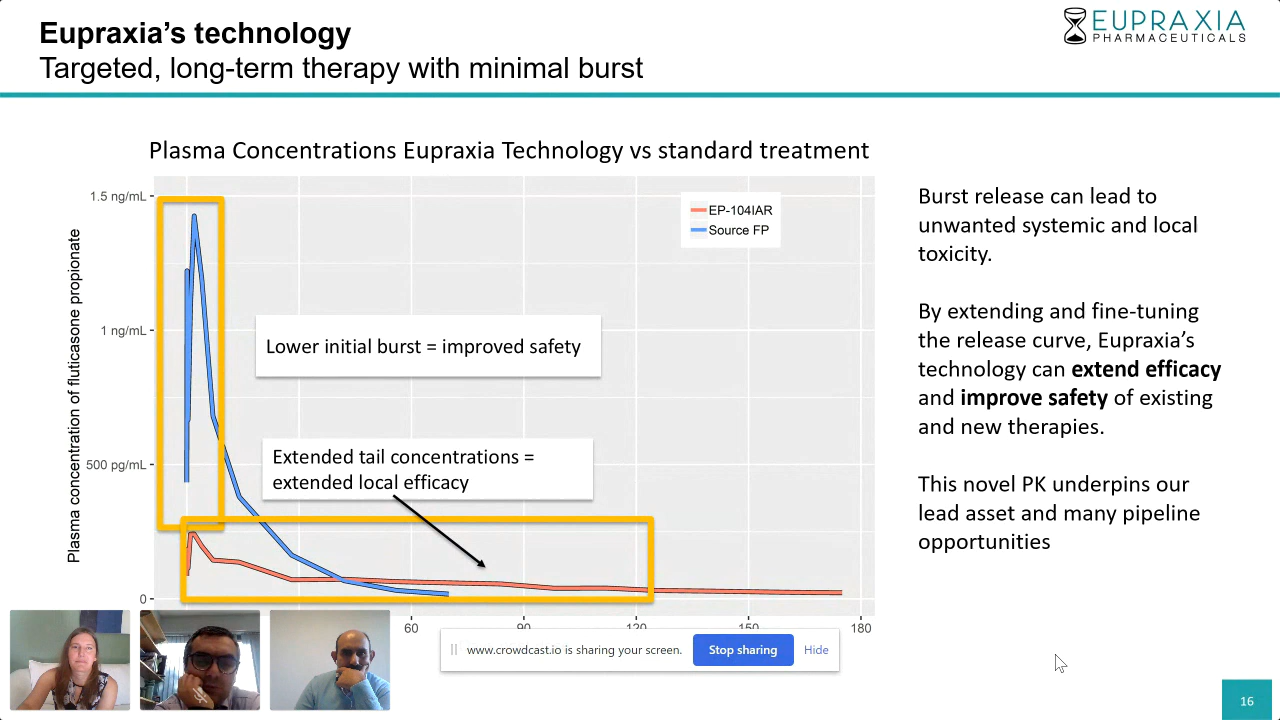 Eupraxia’s technology
Targeted, long-term therapy with minimal burst
EUPRAXIA
PHARMACEUTICALS
Plasma Concentrations Eupraxia Technology vs standard treatment
Plasma concentration of fluticasone propionate
1.5 ng/mL
1 ng/mL
500 pg/mL
0
EP-104IAR
Source FP
Lower initial burst = improved safety
Extended tail concentrations =
extended local efficacy
60
90
120
150
180
Burst release can lead to
unwanted systemic and local
toxicity.
By extending and fine-tuning
the release curve, Eupraxia’s
technology can extend efficacy
and improve safety of existing
and new therapies.
This novel PK underpins our
lead asset and many pipeline
opportunities
www.crowdcast.io is sharing your screen.
Stop sharing
Hide
16